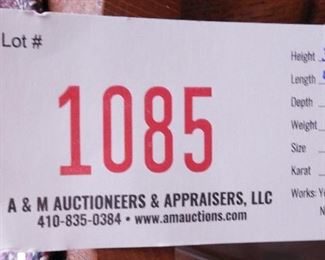 Lot #
1085
A & M AUCTIONEERS & APPRAISERS, LLC
410-835-0384 • www.amauctions.com
Height
Length
Depth
Weight
Size
Karat
Works: